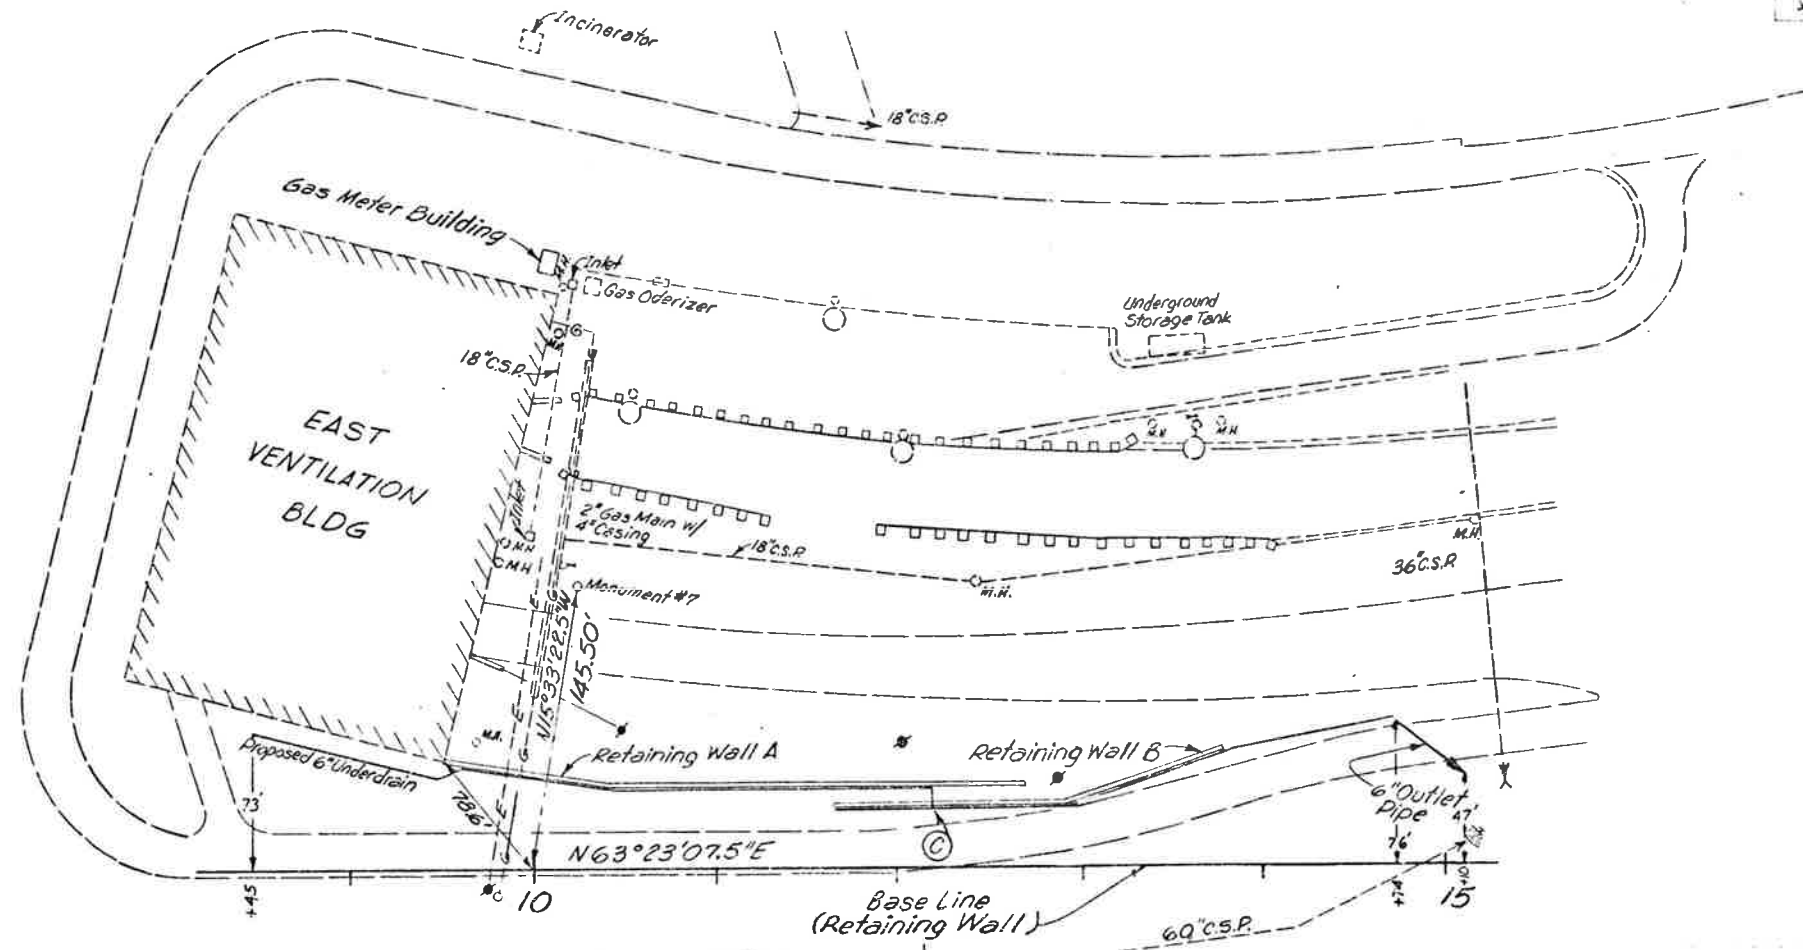 Incinerator
18"C.S.P.
Gas Meter Building
M.H.
Inlet
Gas Oderizer
Underground
Storage Tank
G
M.H.
18"C.S.P.
G
EAST
VENTILATION
BLDG
M.H.
M.H.
Inlet
2" Gas Main w/
4" Casing
18"C.S.P.
M.H.
M.H.
M.H.
36"C.S.P.
Monument #7
M.H.
E
G
N15°33'22.5"W
145.50'
E
G
M.H.
Retaining Wall A
Retaining Wall B
Proposed 6" Underdrain
73'
78.6'
E
E
G
6" Outlet
Pipe
47'
76'
C
N63°23'07.5"E
+45
10
Base Line
(Retaining Wall)
+74
15
+10
60"C.S.P.